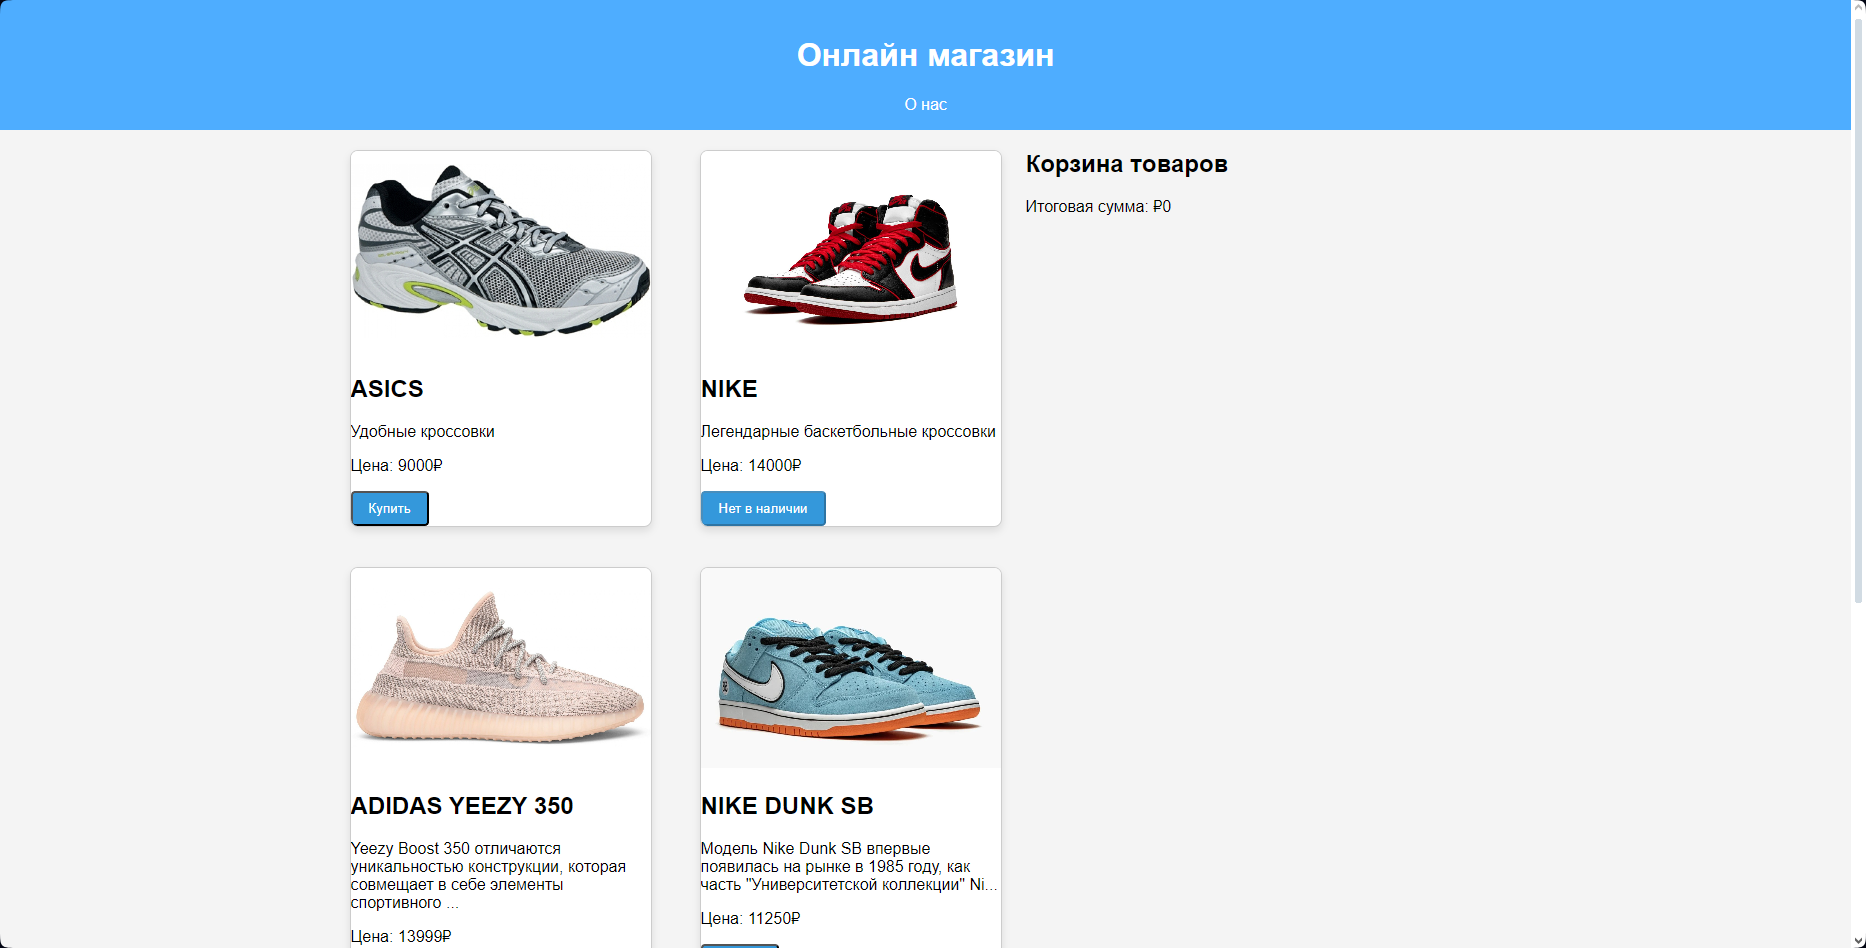 Онлайн магазин
О нас
ASICS
Удобные кроссовки
Цена: 9000₽
Купить
NIKE
Легендарные баскетбольные кроссовки
Цена: 14000₽
Нет в наличии
Корзина товаров
Итоговая сумма: ₽0
ADIDAS YEEZY 350
Yeezy Boost 350 отличаются
уникальностью конструкции, которая
совмещает в себе элементы
спортивного ...
Цена: 13999₽
NIKE DUNK SB
Модель Nike Dunk SB впервые
появилась на рынке в 1985 году, как
часть "Университетской коллекции" Ni...
Цена: 11250₽